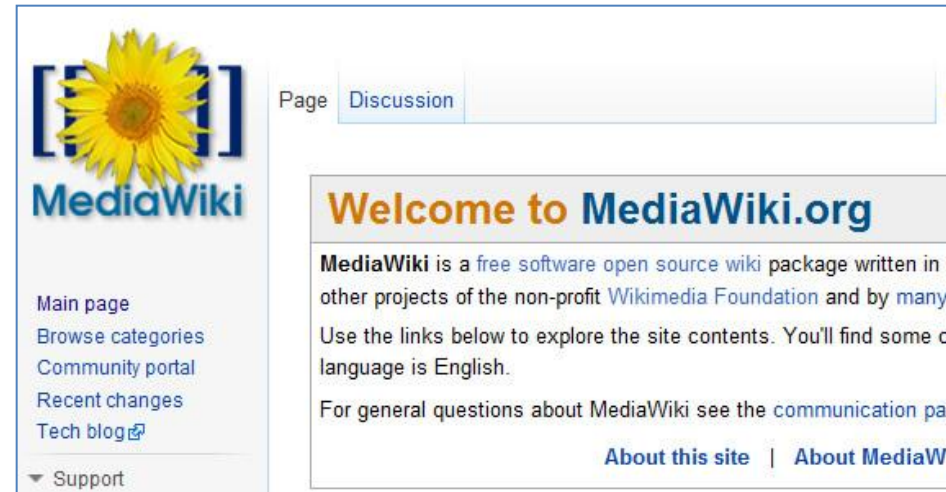 [[ ]]
MediaWiki
Page Discussion
Main page
Browse categories
Community portal
Recent changes
Tech blog
Support
Welcome to MediaWiki.org
MediaWiki is a free software open source wiki package written in
other projects of the non-profit Wikimedia Foundation and by many
Use the links below to explore the site contents. You'll find some
language is English.
For general questions about MediaWiki see the communication
About this site | About